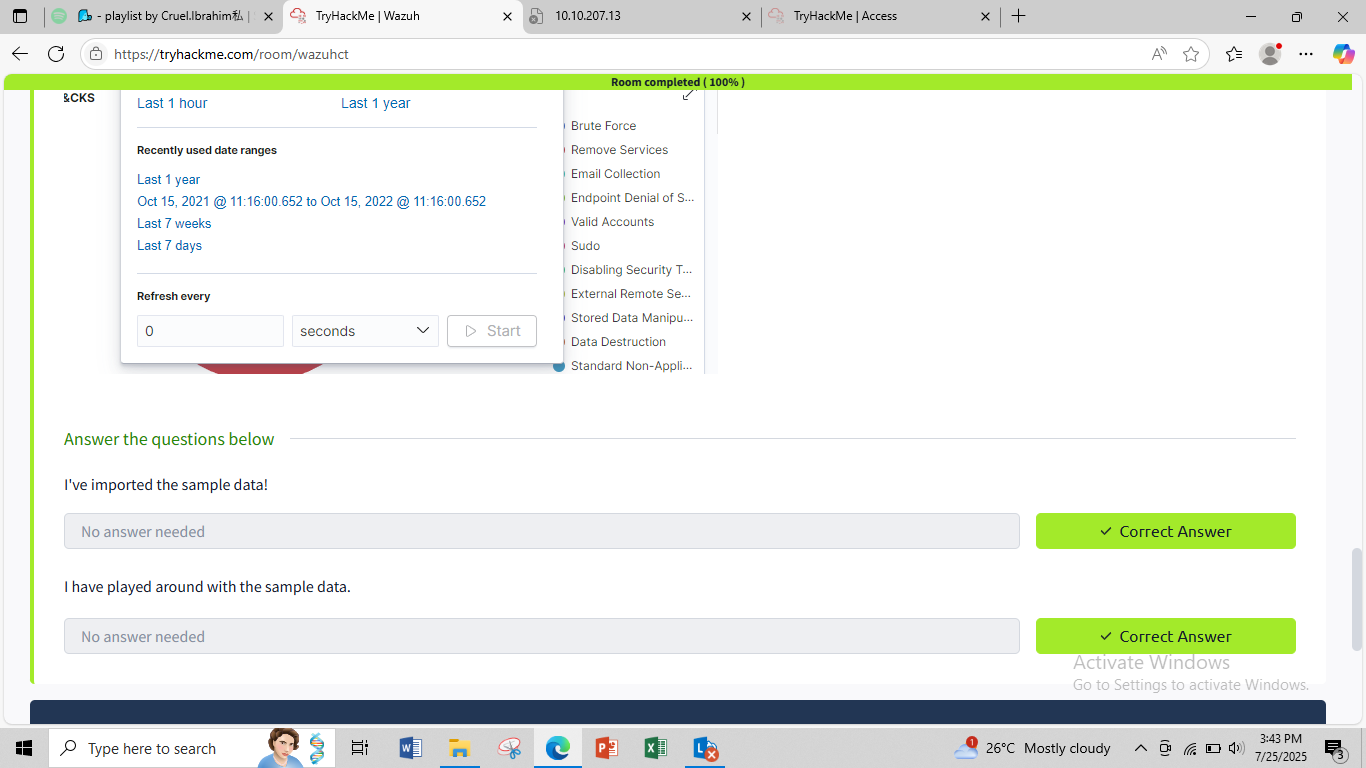 - playlist by Cruel.Ibrahim私 |
TryHackMe | Wazuh
10.10.207.13
TryHackMe | Access
https://tryhackme.com/room/wazuhct
Room completed ( 100% )
&CKS
Last 1 hour
Last 1 year
Recently used date ranges
Last 1 year
Oct 15, 2021 @ 11:16:00.652 to Oct 15, 2022 @ 11:16:00.652
Last 7 weeks
Last 7 days
Refresh every
0
seconds
Start
Brute Force
Remove Services
Email Collection
Endpoint Denial of S...
Valid Accounts
Sudo
Disabling Security T...
External Remote Se...
Stored Data Manipu...
Data Destruction
Standard Non-Appli...
Answer the questions below
I've imported the sample data!
No answer needed
Correct Answer
I have played around with the sample data.
No answer needed
Correct Answer
Activate Windows
Go to Settings to activate Windows.
Type here to search
1
26°C Mostly cloudy
3:43 PM
7/25/2025
3